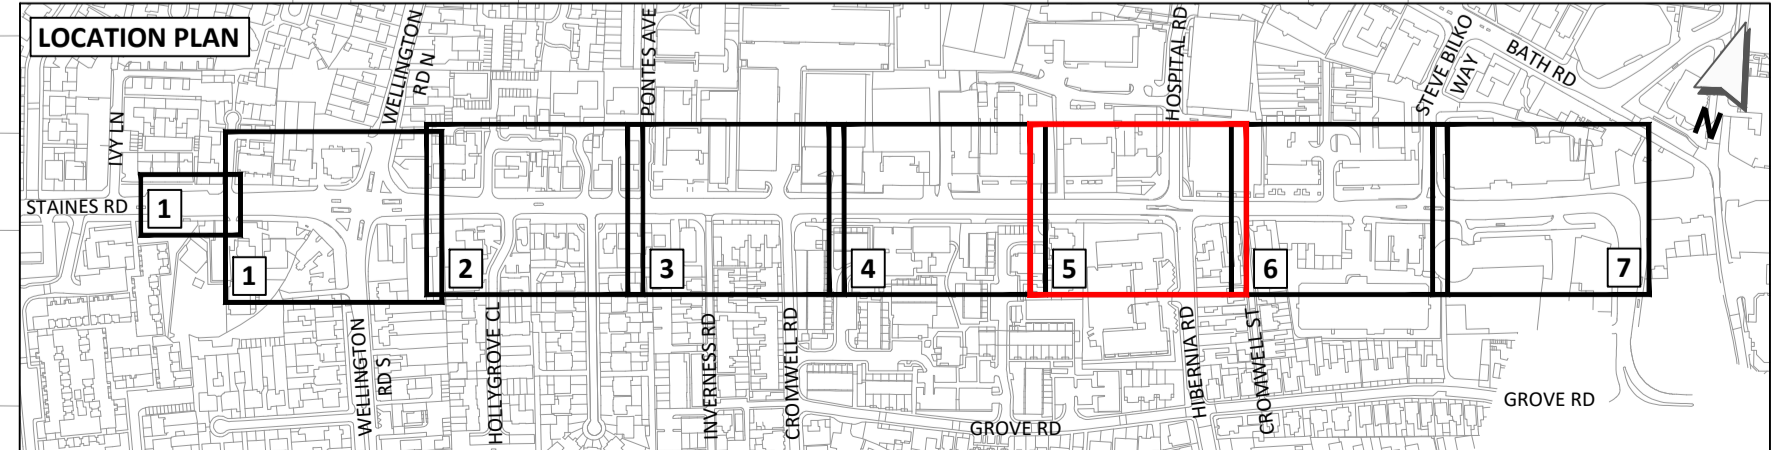 LOCATION PLAN
WELLINGTON
RD N
PONTES AVE
HOSPITAL RD
STEVE BILKO
WAY
BATH RD
N
IVY LN
STAINES RD
1
1
2
3
4
5
6
7
WELLINGTON
RD S
HOLLYGROVE CL
INVERNESS RD
CROMWELL RD
HIBERNIA RD
CROMWELL ST
GROVE RD
GROVE RD